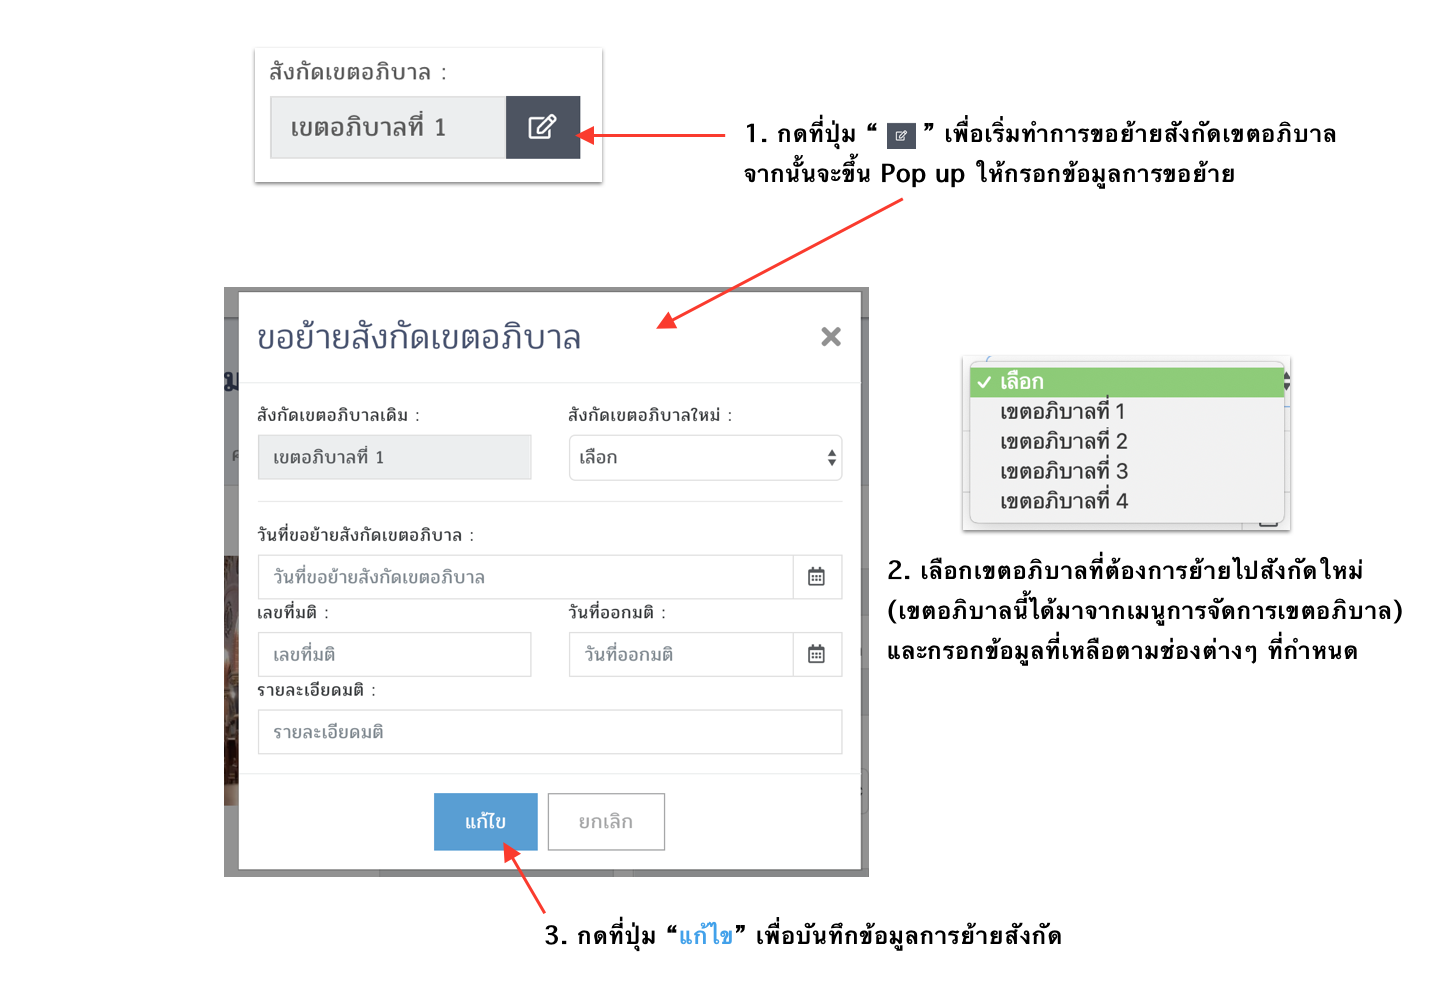 สังกัดเขตอภิบาล :
เขตอภิบาลที่ 1
1. กดที่ปุ่ม “ ” เพื่อเริ่มทำการขอย้ายสังกัดเขตอภิบาล
จากนั้นจะขึ้น Pop up ให้กรอกข้อมูลการขอย้าย
ขอย้ายสังกัดเขตอภิบาล
สังกัดเขตอภิบาลเดิม :
สังกัดเขตอภิบาลใหม่ :
เขตอภิบาลที่ 1
เลือก
วันที่ขอย้ายสังกัดเขตอภิบาล :
วันที่ขอย้ายสังกัดเขตอภิบาล
เลขที่มติ :
วันที่ออกมติ :
เลขที่มติ
วันที่ออกมติ
รายละเอียดมติ :
รายละเอียดมติ
แก้ไข
ยกเลิก
✓ เลือก
เขตอภิบาลที่ 1
เขตอภิบาลที่ 2
เขตอภิบาลที่ 3
เขตอภิบาลที่ 4
2. เลือกเขตอภิบาลที่ต้องการย้ายไปสังกัดใหม่
(เขตอภิบาลนี้ได้มาจากเมนูการจัดการเขตอภิบาล)
และกรอกข้อมูลที่เหลือตามช่องต่างๆ ที่กำหนด
3. กดที่ปุ่ม “แก้ไข” เพื่อบันทึกข้อมูลการย้ายสังกัด